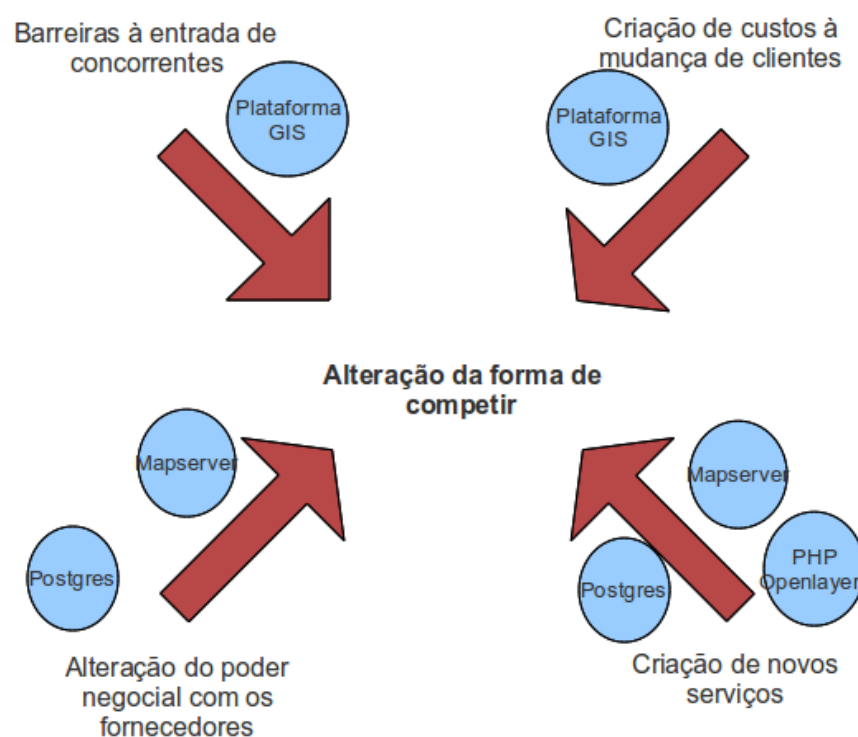 Barreiras à entrada de
concorrentes
Criação de custos à
mudança de clientes
Plataforma
GIS
Plataforma
GIS
Alteração da forma de
competir
Mapserver
Postgres
Mapserver
PHP
Openlayer
Postgres
Alteração do poder
negocial com os
fornecedores
Criação de novos
serviços